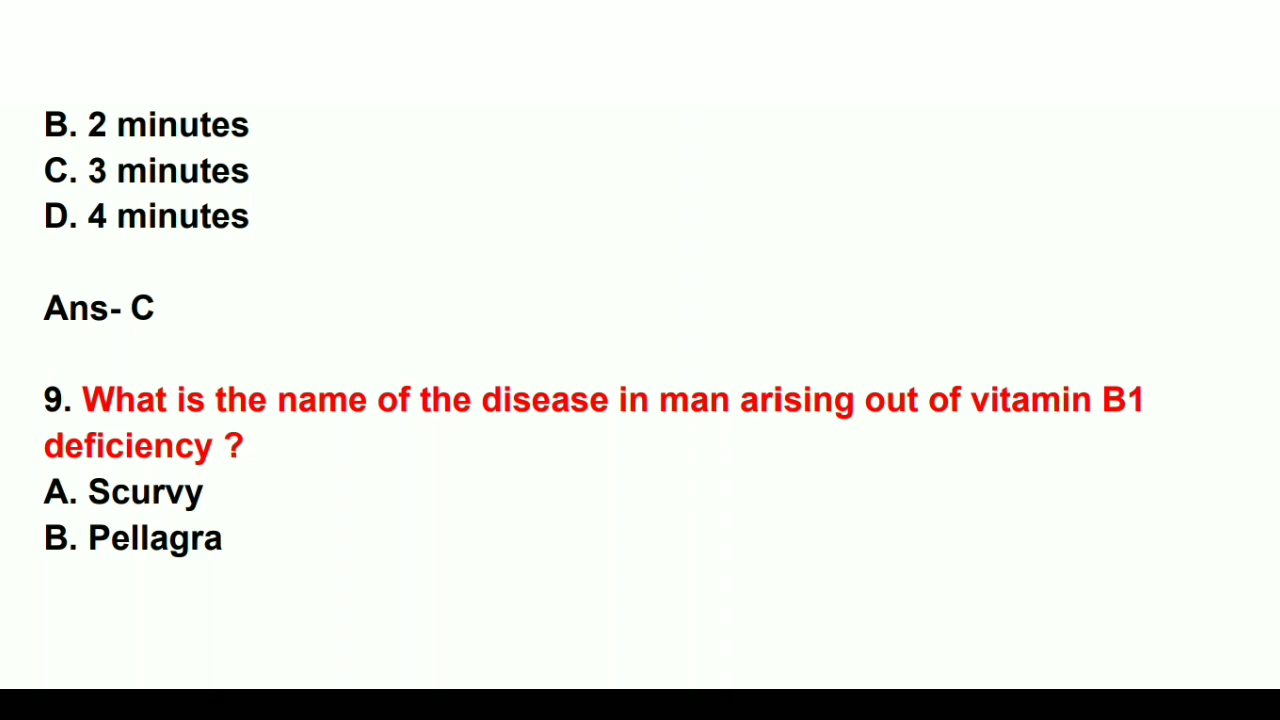 B. 2 minutes
C. 3 minutes
D. 4 minutes
Ans- C
9. What is the name of the disease in man arising out of vitamin B1
deficiency ?
A. Scurvy
B. Pellagra